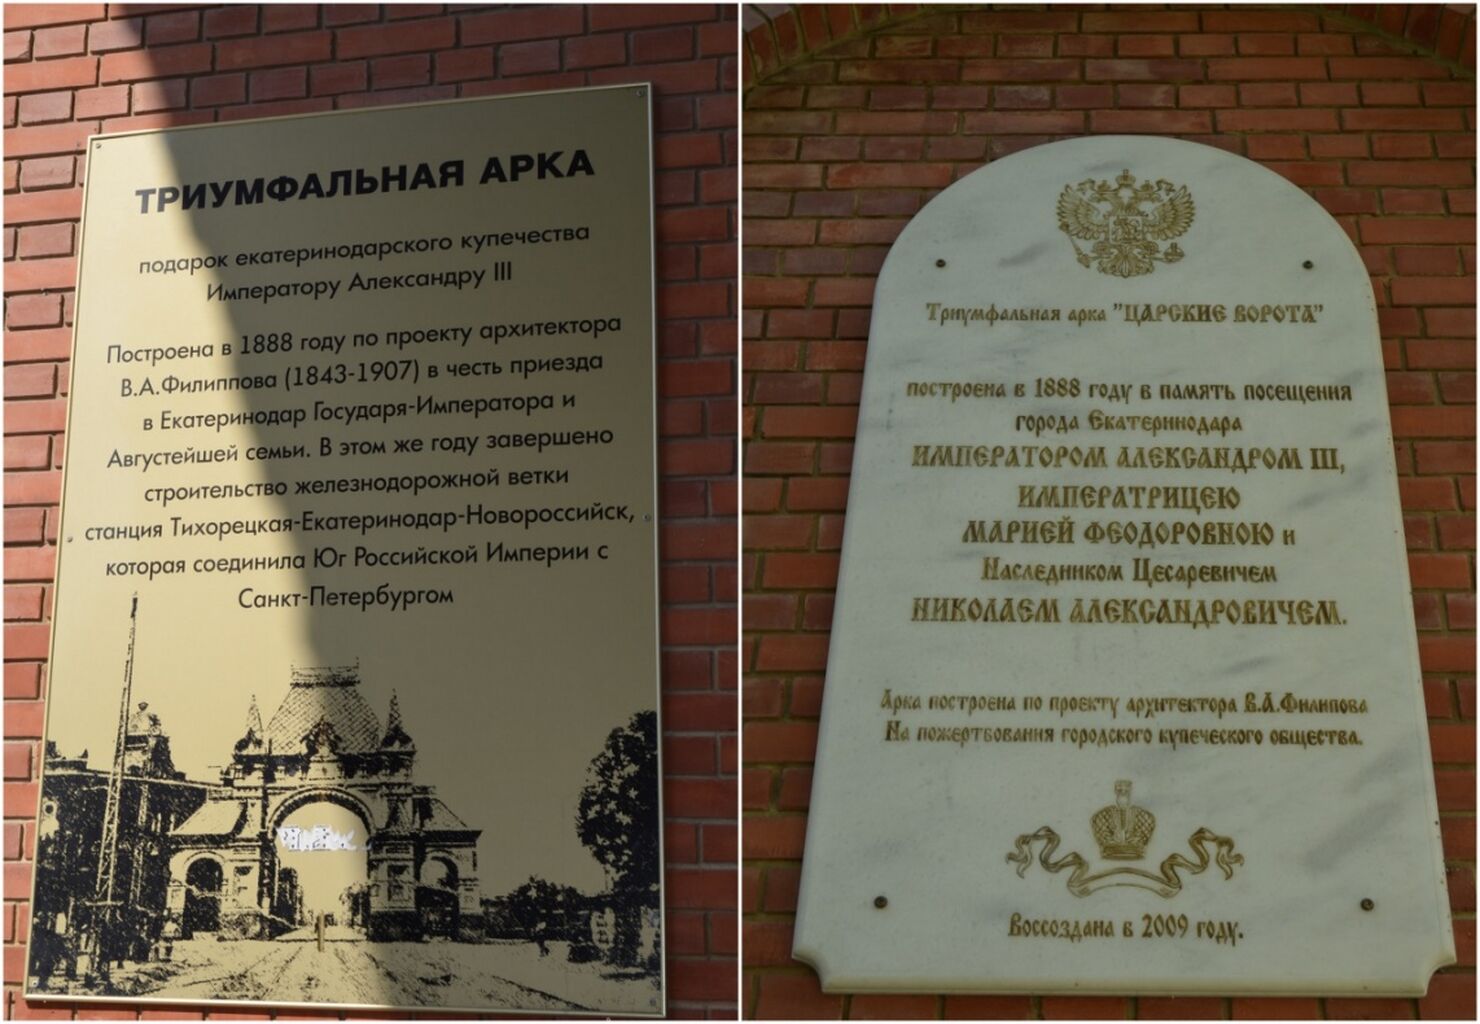 ТРИУМФАЛЬНАЯ АРКА
подарок екатеринодарского купечества
Императору Александру III
Построена в 1888 году по проекту архитектора
В.А.Филиппова (1843-1907) в честь приезда
в Екатеринодар Государя-Императора и
Августейшей семьи. В этом же году завершено
строительство железнодорожной ветки
станция Тихорецкая-Екатеринодар-Новороссийск,
которая соединила Юг Российской Империи с
Санкт-Петербургом
Триумфальная арка "ЦАРСКИЕ ВОРОТА"
построена в 1888 году в память посещения
города Екатеринодара
ИМПЕРАТОРОМ АЛЕКСАНДРОМ III,
ИМПЕРАТРИЦЕЮ
МАРИЕЙ ФЕОДОРОВНОЮ и
Наследником Цесаревичем
НИКОЛАЕМ АЛЕКСАНДРОВИЧЕМ.
Арка построена по проекту архитектора В.А.Филипова
На пожертвования городского купеческого общества.
Воссоздана в 2009 году.